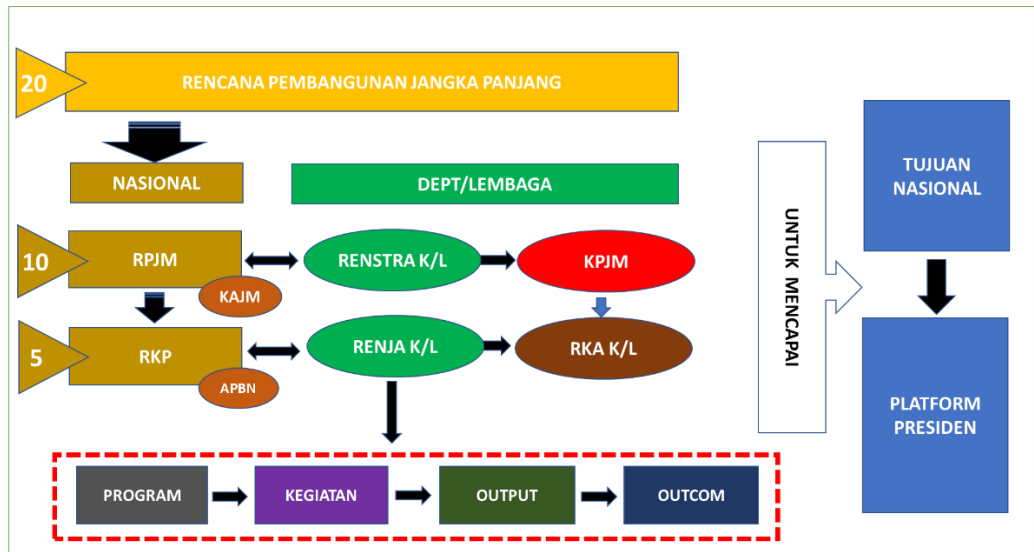 20
RENCANA PEMBANGUNAN JANGKA PANJANG
NASIONAL
DEPT/LEMBAGA
10
RPJM
KAJM
RENSTRA K/L
KPJM
5
RKP
APBN
RENJA K/L
RKA K/L
PROGRAM
KEGIATAN
OUTPUT
OUTCOM
UNTUK MENCAPAI
TUJUAN
NASIONAL
PLATFORM
PRESIDEN